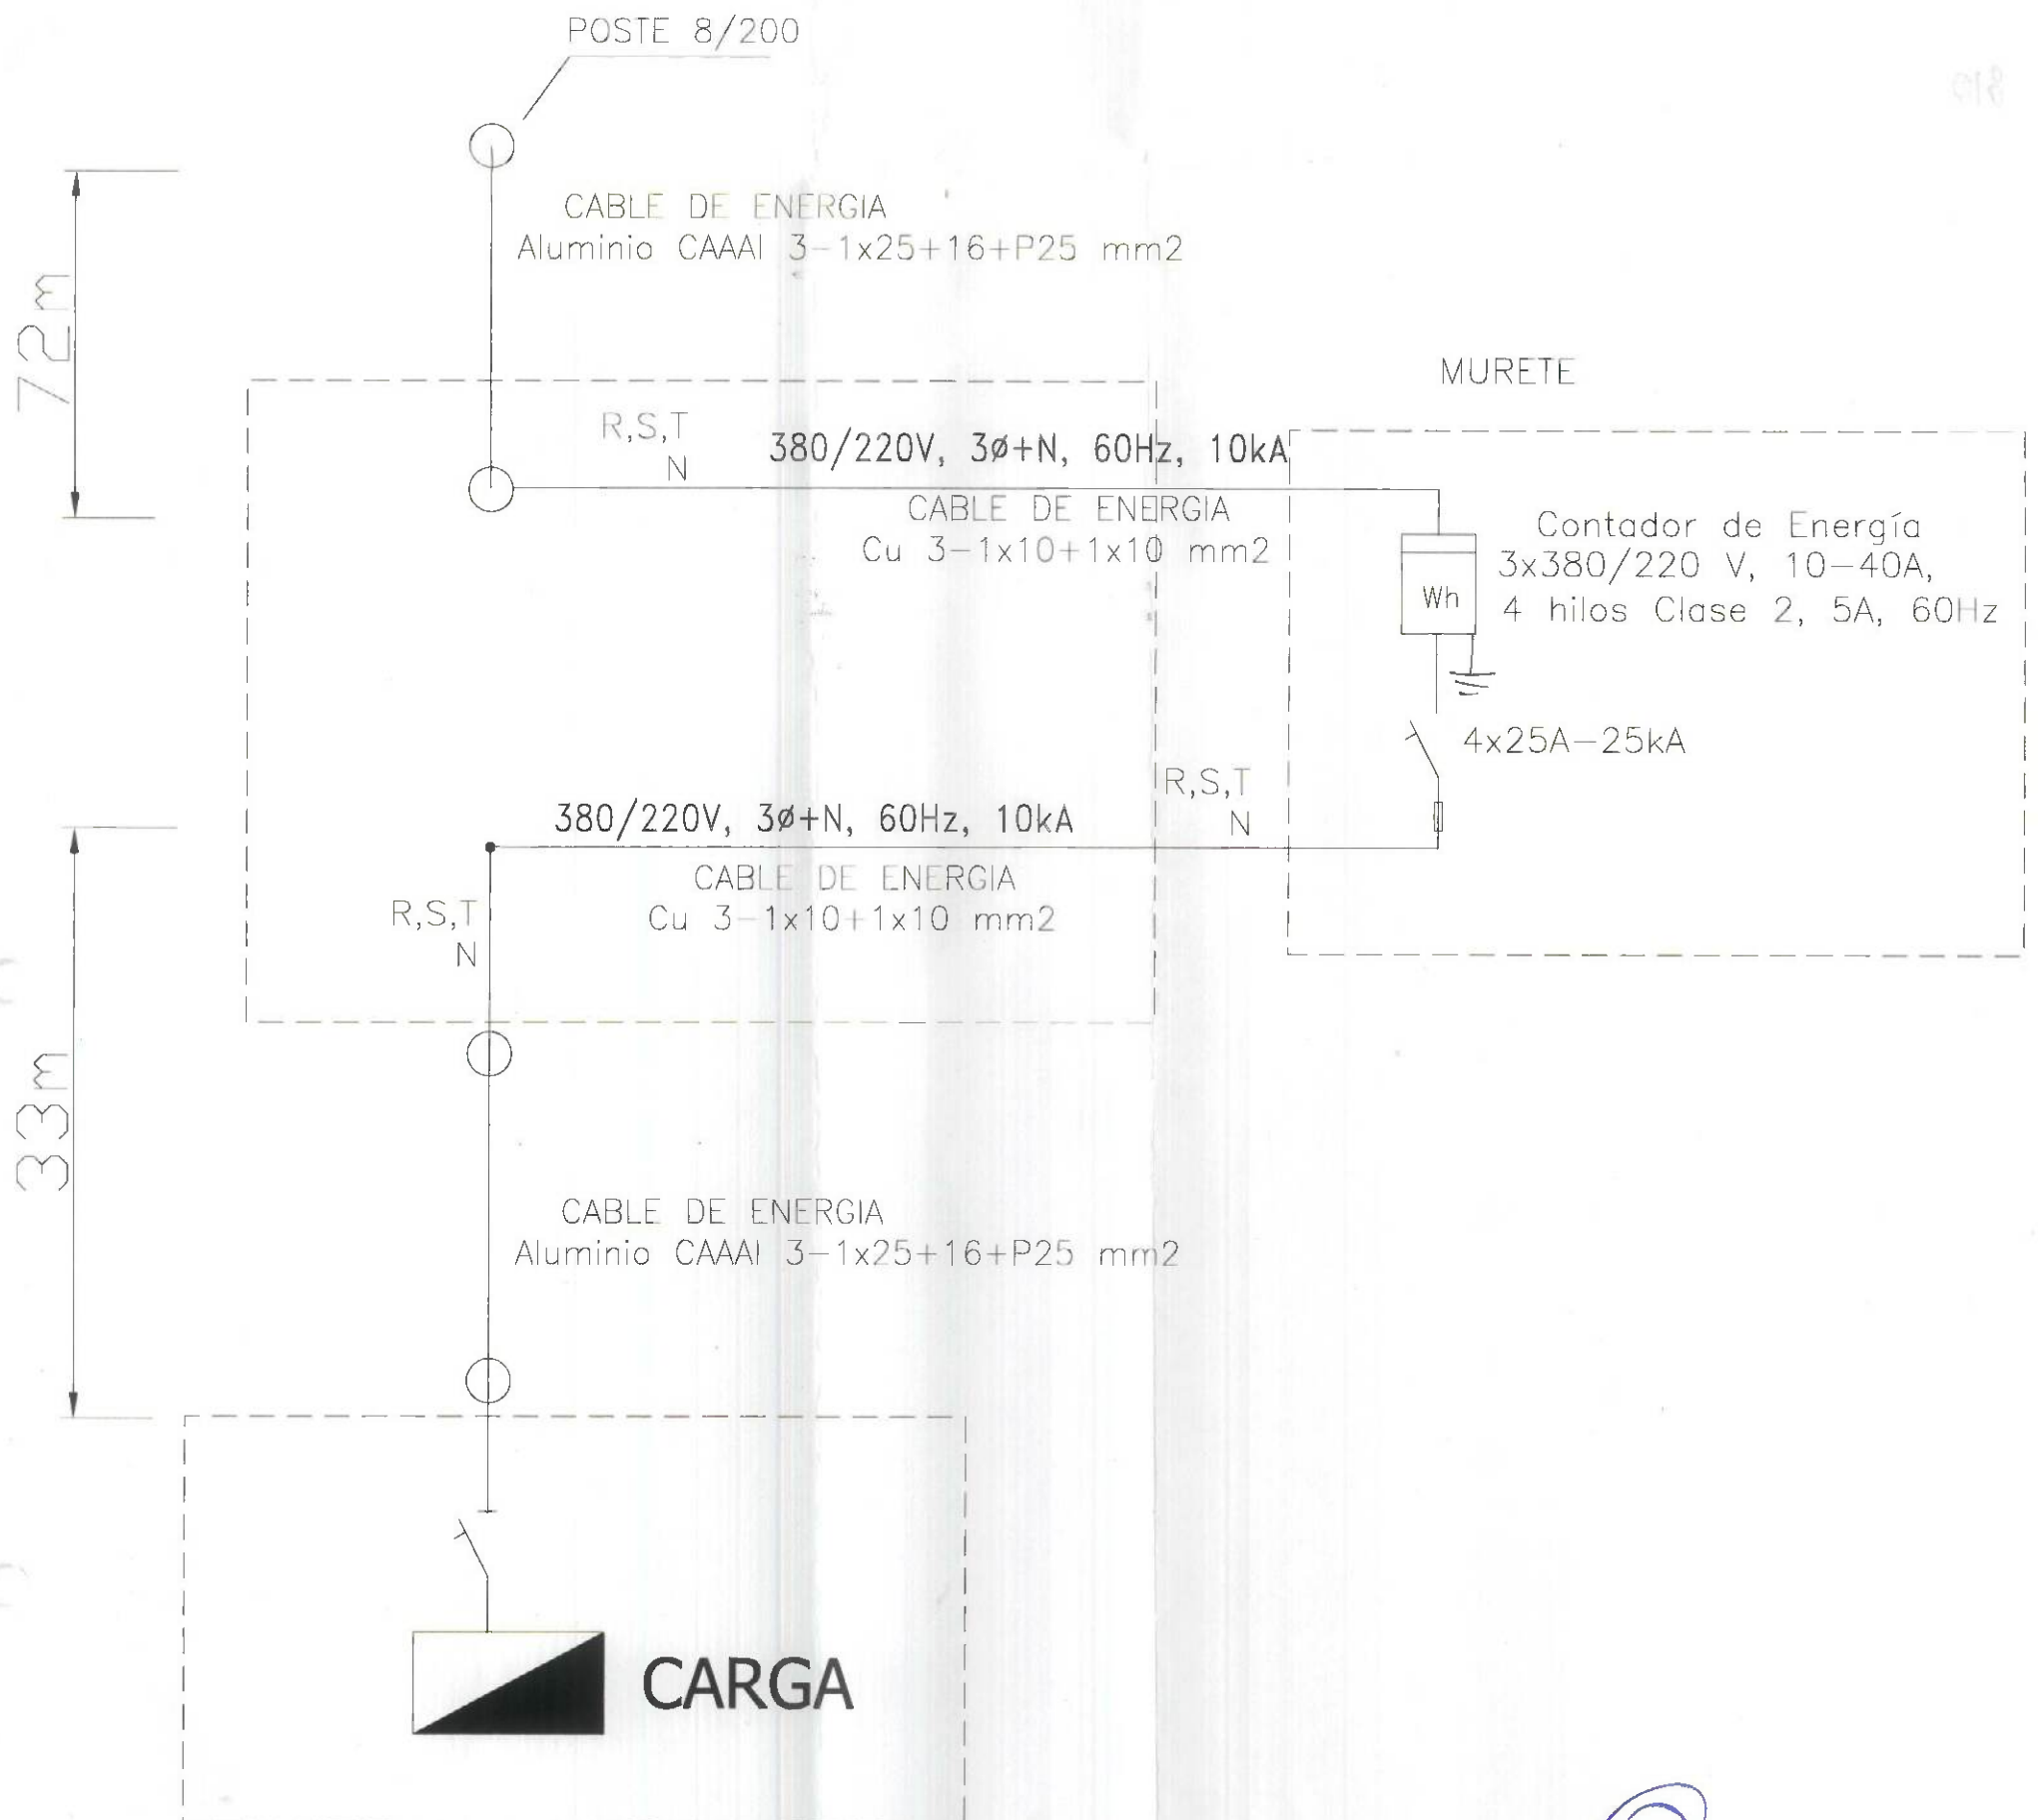 POSTE 8/200
CABLE DE ENERGIA
Aluminio CAAAI 3-1x25+16+P25 mm2
72m
MURETE
R,S,T
N
380/220V, 3ø+N, 60Hz, 10kA
CABLE DE ENERGIA
Cu 3-1x10+1x10 mm2
Contador de Energía
3x380/220 V, 10-40A,
4 hilos Clase 2, 5A, 60Hz
Wh
4x25A-25kA
R,S,T
N
380/220V, 3ø+N, 60Hz, 10kA
CABLE DE ENERGIA
Cu 3-1x10+1x10 mm2
R,S,T
N
33m
CABLE DE ENERGIA
Aluminio CAAAI 3-1x25+16+P25 mm2
CARGA